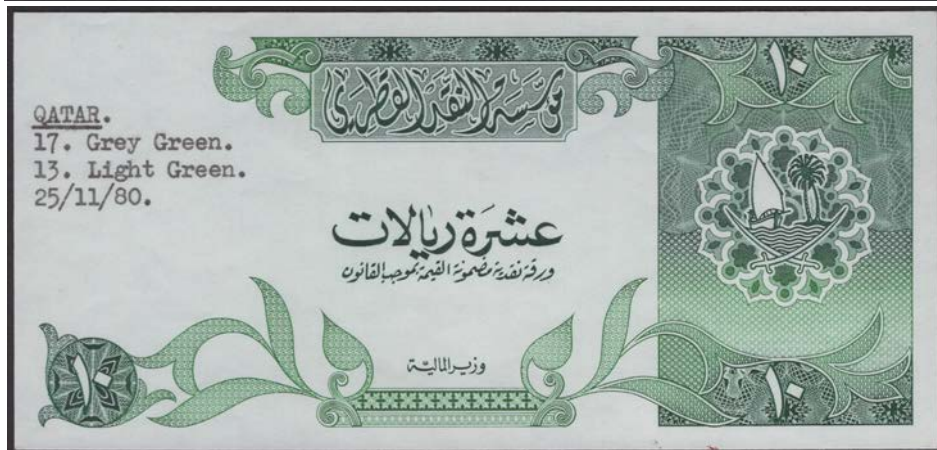 QATAR.
17. Grey Green.
13. Light Green.
25/11/80.
مؤسسة النقد القطري
عشرة ريالات
ورقة نقدية مضمونة القيمة بموجب القانون
وزير المالية
١٠
١٠
١٠